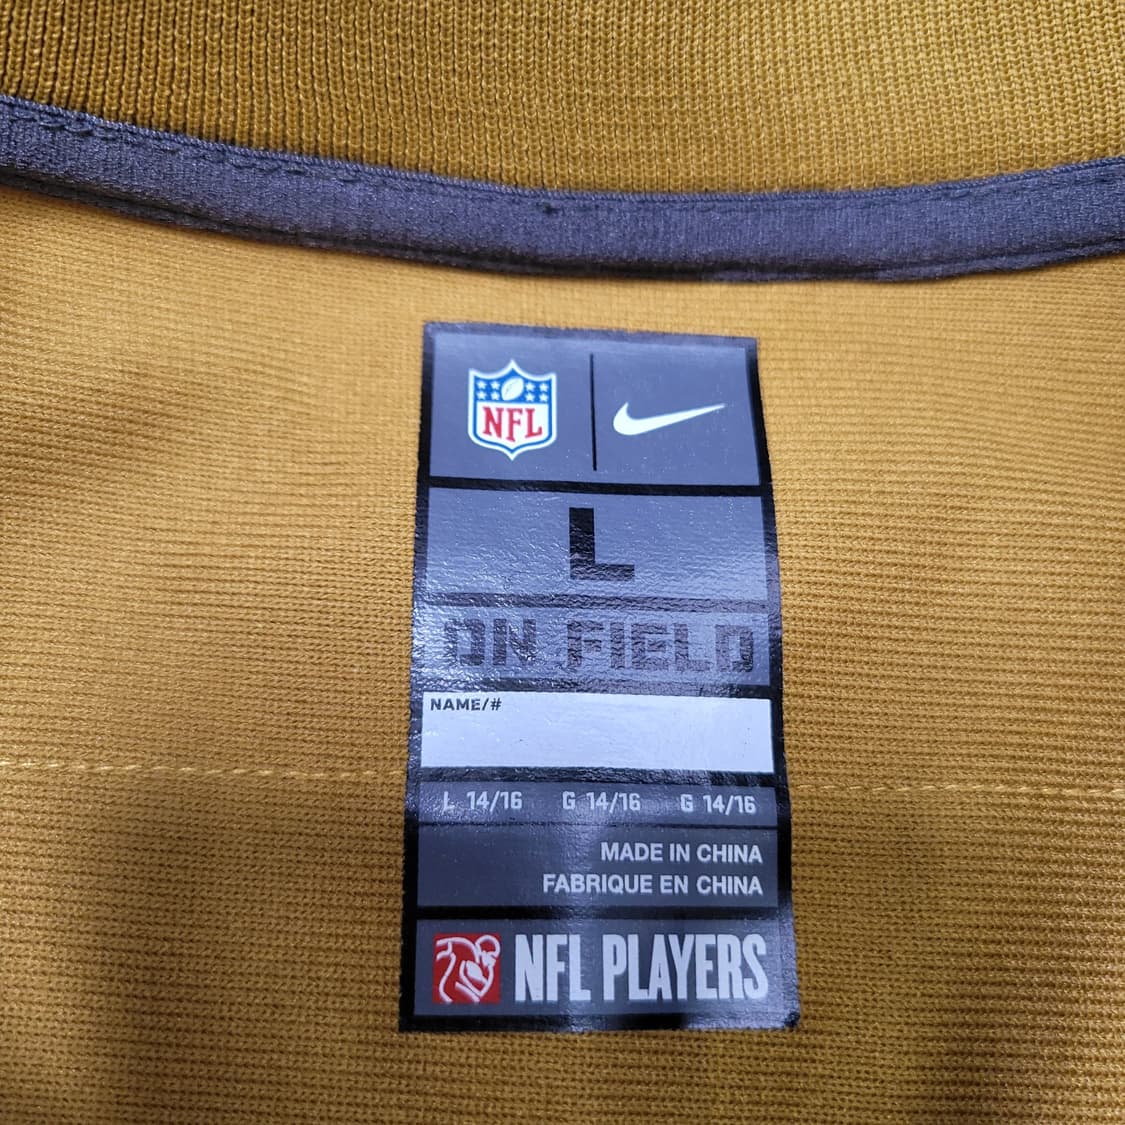 NFL
L
ON FIELD
NAME/#
L 14/16 G 14/16 G 14/16
MADE IN CHINA
FABRIQUE EN CHINA
NFL PLAYERS